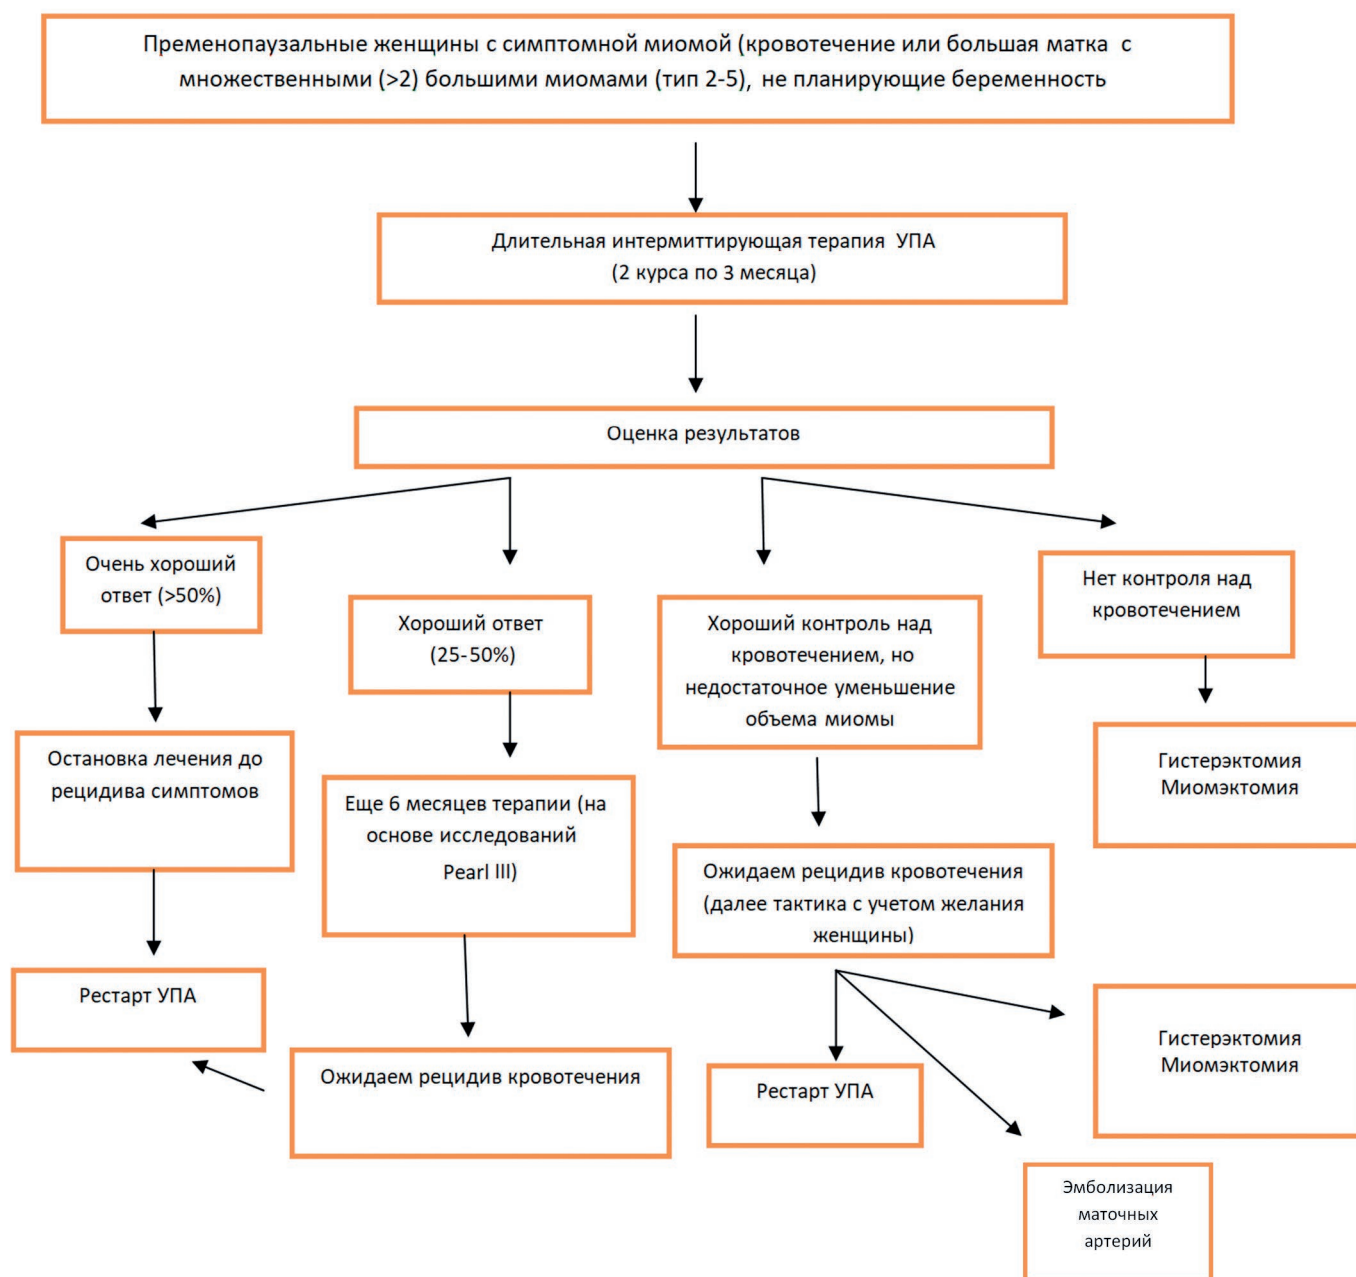 Пременопаузальные женщины с симптомной миомой (кровотечение или большая матка с
множественными (>2) большими миомами (тип 2-5), не планирующие беременность
Длительная интермиттирующая терапия УПА
(2 курса по 3 месяца)
Оценка результатов
Очень хороший
ответ (>50%)
Хороший ответ
(25-50%)
Хороший контроль над
кровотечением, но
недостаточное уменьшение
объема миомы
Нет контроля над
кровотечением
Остановка лечения до
рецидива симптомов
Еще 6 месяцев терапии (на
основе исследований
Pearl III)
Ожидаем рецидив кровотечения
(далее тактика с учетом желания
женщины)
Гистерэктомия
Миомэктомия
Рестарт УПА
Ожидаем рецидив кровотечения
Рестарт УПА
Гистерэктомия
Миомэктомия
Эмболизация
маточных
артерий